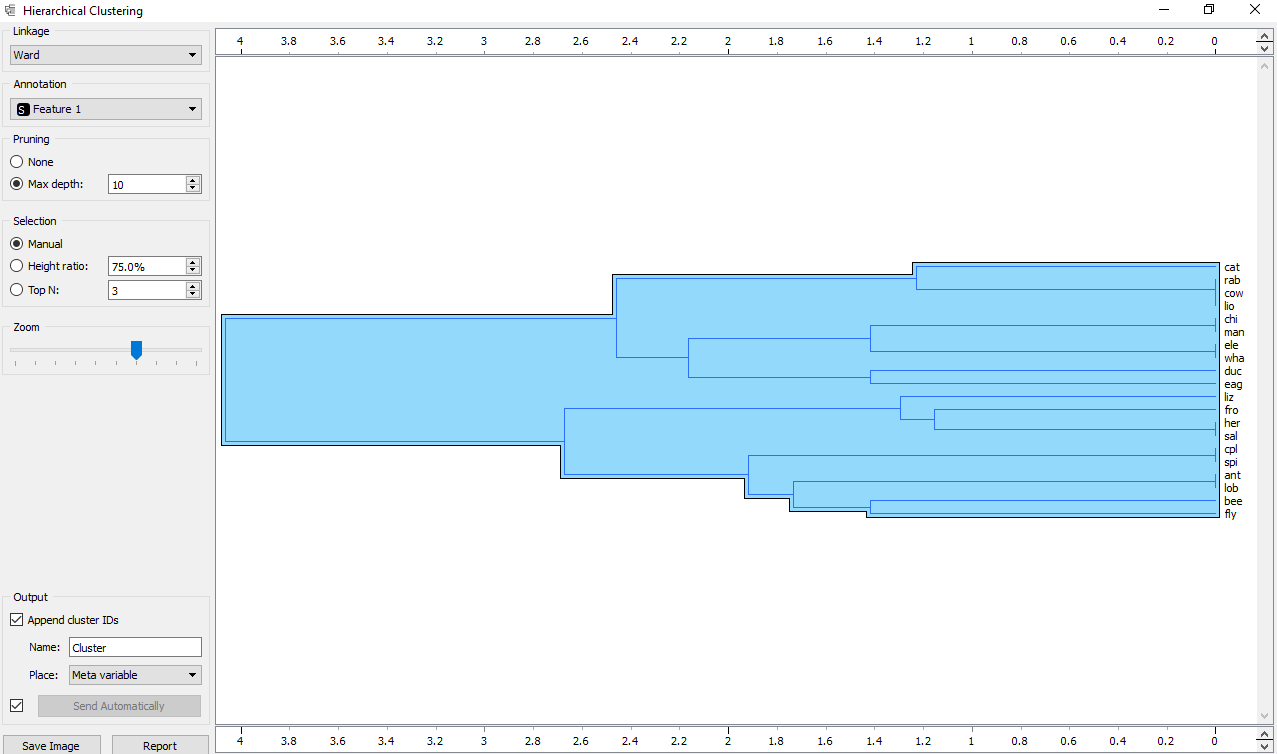 Hierarchical Clustering
Linkage
Ward
Annotation
S Feature 1
Pruning
None
Max depth: 10
Selection
Manual
Height ratio: 75.0%
Top N: 3
Zoom
Output
Append cluster IDs
Name: Cluster
Place: Meta variable
Send Automatically
Save Image Report
4 3.8 3.6 3.4 3.2 3 2.8 2.6 2.4 2.2 2 1.8 1.6 1.4 1.2 1 0.8 0.6 0.4 0.2 0
cat
rab
cow
lio
chi
man
ele
wha
duc
eag
liz
fro
her
sal
cpl
spi
ant
lob
bee
fly
4 3.8 3.6 3.4 3.2 3 2.8 2.6 2.4 2.2 2 1.8 1.6 1.4 1.2 1 0.8 0.6 0.4 0.2 0